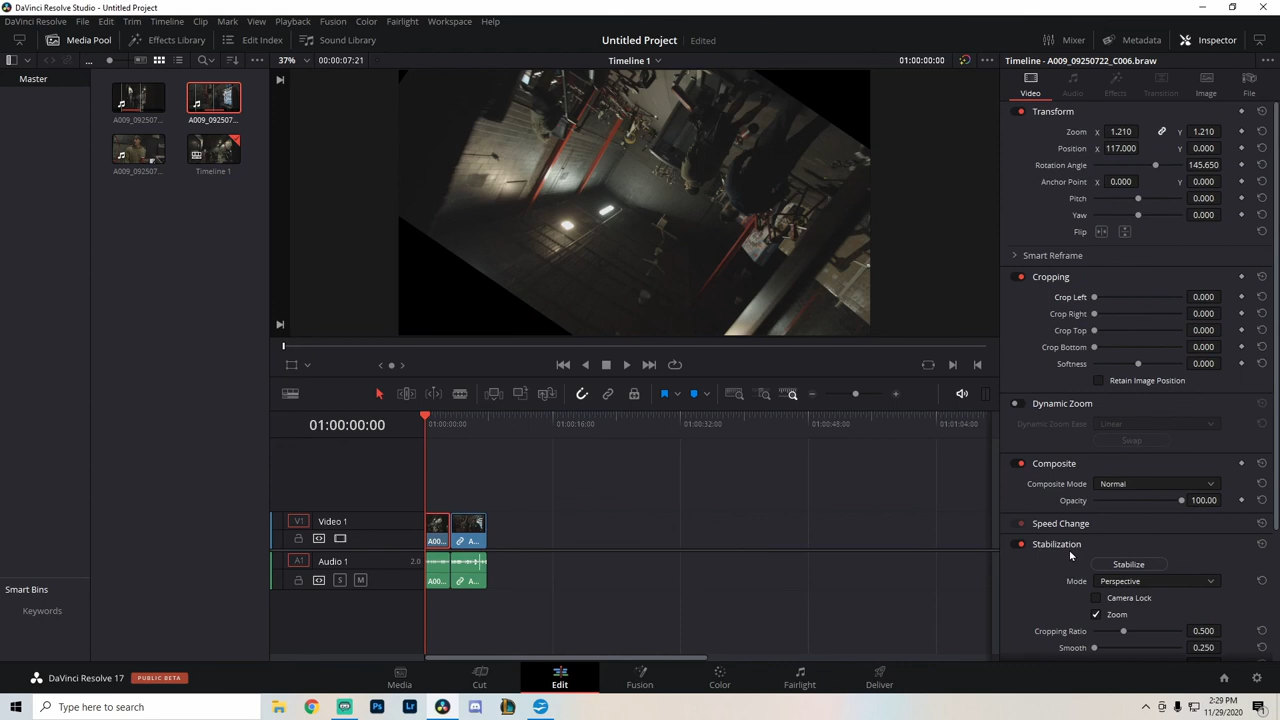 DaVinci Resolve Studio - Untitled Project
DaVinci Resolve File Edit Trim Timeline Clip Mark View Playback Fusion Color Fairlight Workspace Help
Media Pool Effects Library Edit Index Sound Library Untitled Project Edited Mixer Metadata Inspector
... 37% 00:00:07:21 Timeline 1 01:00:00:00 Timeline - A009_09250722_C006.braw
Master
Video Audio Effects Transition Image File
A009_092507... A009_092507...
A009_092507... Timeline 1
Transform
Zoom X 1.210 Y 1.210
Position X 117.000 Y 0.000
Rotation Angle 145.650
Anchor Point X 0.000 Y 0.000
Pitch 0.000
Yaw 0.000
Flip
Smart Reframe
Cropping
Crop Left 0.000
Crop Right 0.000
Crop Top 0.000
Crop Bottom 0.000
Softness 0.000
Retain Image Position
Dynamic Zoom
Dynamic Zoom Ease Linear
Swap
Composite
Composite Mode Normal
Opacity 100.00
Speed Change
Stabilization
Stabilize
Mode Perspective
Camera Lock
Zoom
Cropping Ratio 0.500
Smooth 0.250
01:00:00:00 01:00:00:00 01:00:16:00 01:00:32:00 01:00:48:00 01:01:04:00
V1 Video 1
A00... A...
A1 Audio 1 2.0
S M A00... A...
Smart Bins
Keywords
DaVinci Resolve 17 PUBLIC BETA Media Cut Edit Fusion Color Fairlight Deliver
Type here to search
Ps Lr
2:29 PM
11/29/2020